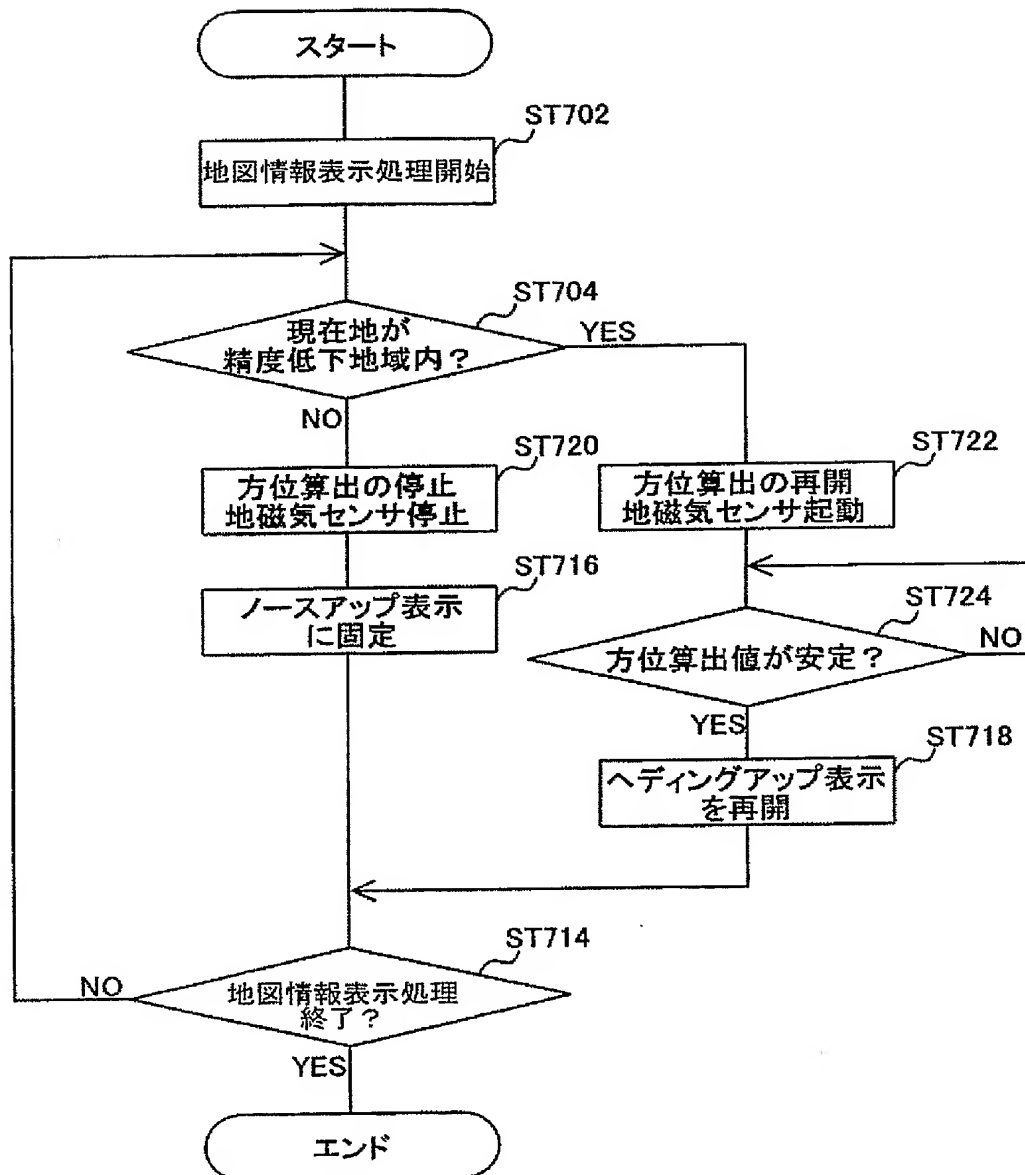 スタート
ST702
地図情報表示処理開始
ST704
現在地が
精度低下地域内？
YES
NO
ST720
方位算出の停止
地磁気センサ停止
ST722
方位算出の再開
地磁気センサ起動
ST716
ノースアップ表示
に固定
ST724
方位算出値が安定？
NO
YES
ST718
ヘディングアップ表示
を再開
ST714
地図情報表示処理
終了？
NO
YES
エンド